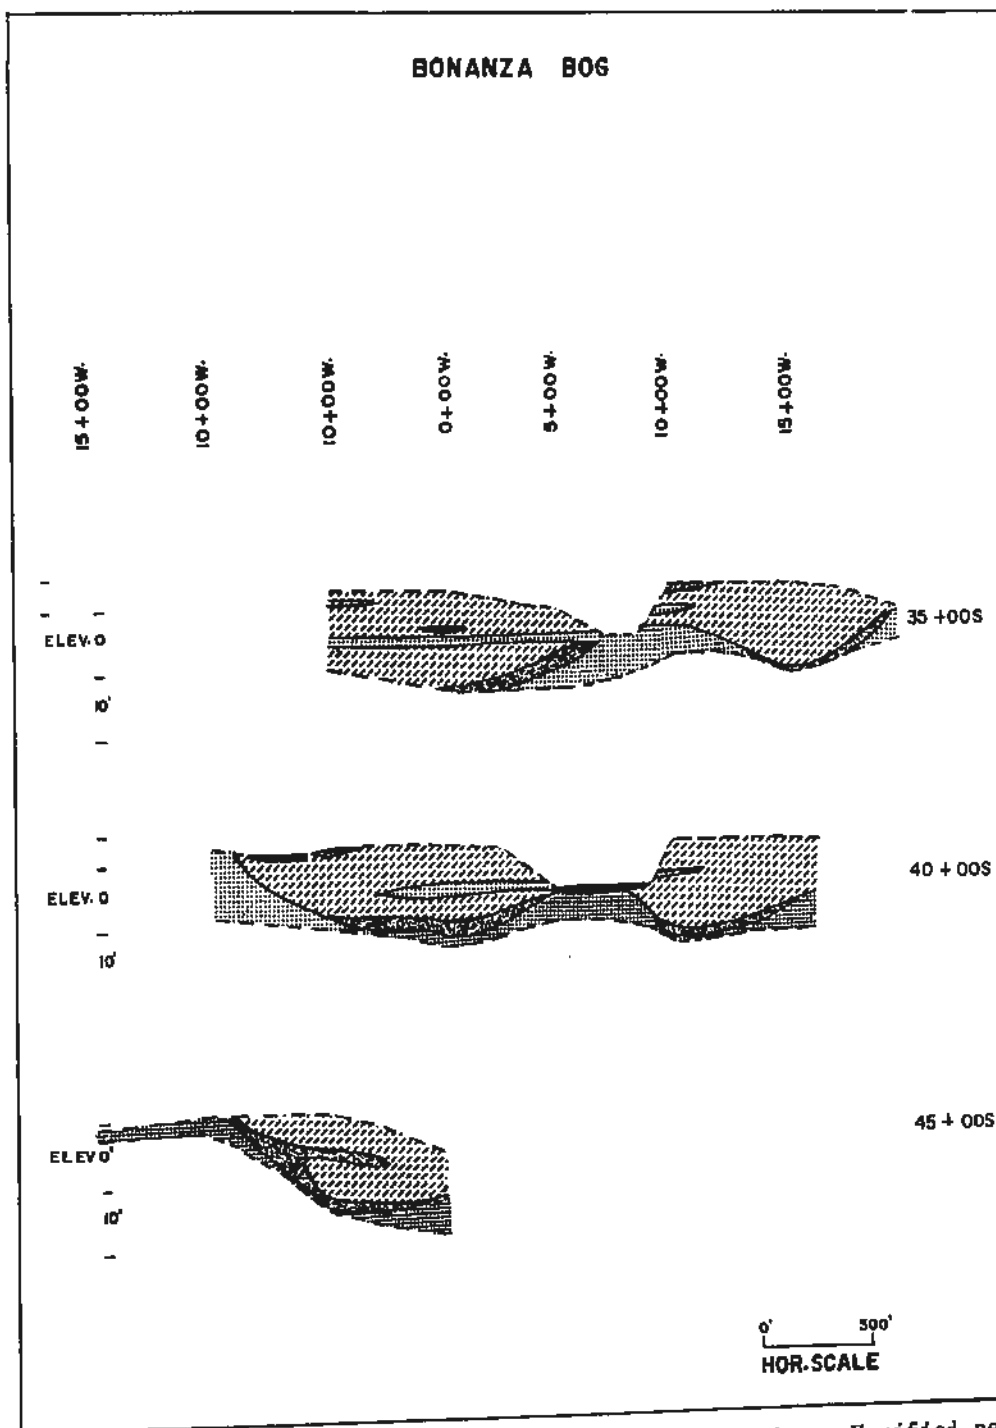 BONANZA BOG
15+00W.
10+00W.
10+00W.
0+00W.
5+00W.
10+00W.
15+00W.
35+00S
ELEV. 0
10'
40+00S
ELEV. 0
10'
45+00S
ELEV 0'
10'
0' 500'
HOR. SCALE